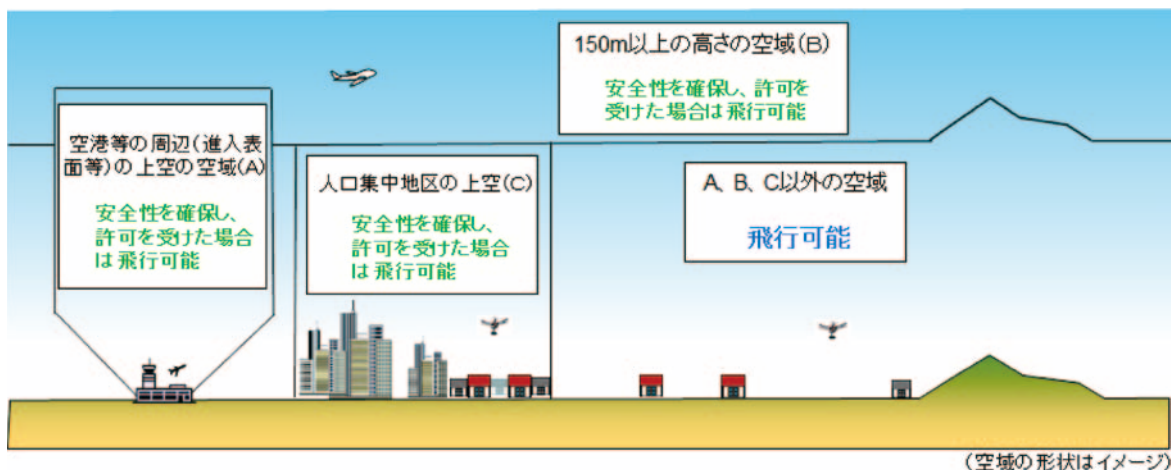 150m以上の高さの空域(B)
安全性を確保し、許可を
受けた場合は飛行可能
空港等の周辺(進入表
面等)の上空の空域(A)
安全性を確保し、
許可を受けた場合
は飛行可能
人口集中地区の上空(C)
安全性を確保し、
許可を受けた場合
は飛行可能
A、B、C以外の空域
飛行可能
(空域の形状はイメージ)